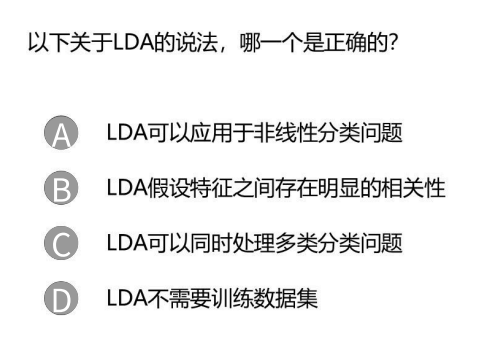 以下关于LDA的说法，哪一个是正确的？
A LDA可以应用于非线性分类问题
B LDA假设特征之间存在明显的相关性
C LDA可以同时处理多类分类问题
D LDA不需要训练数据集